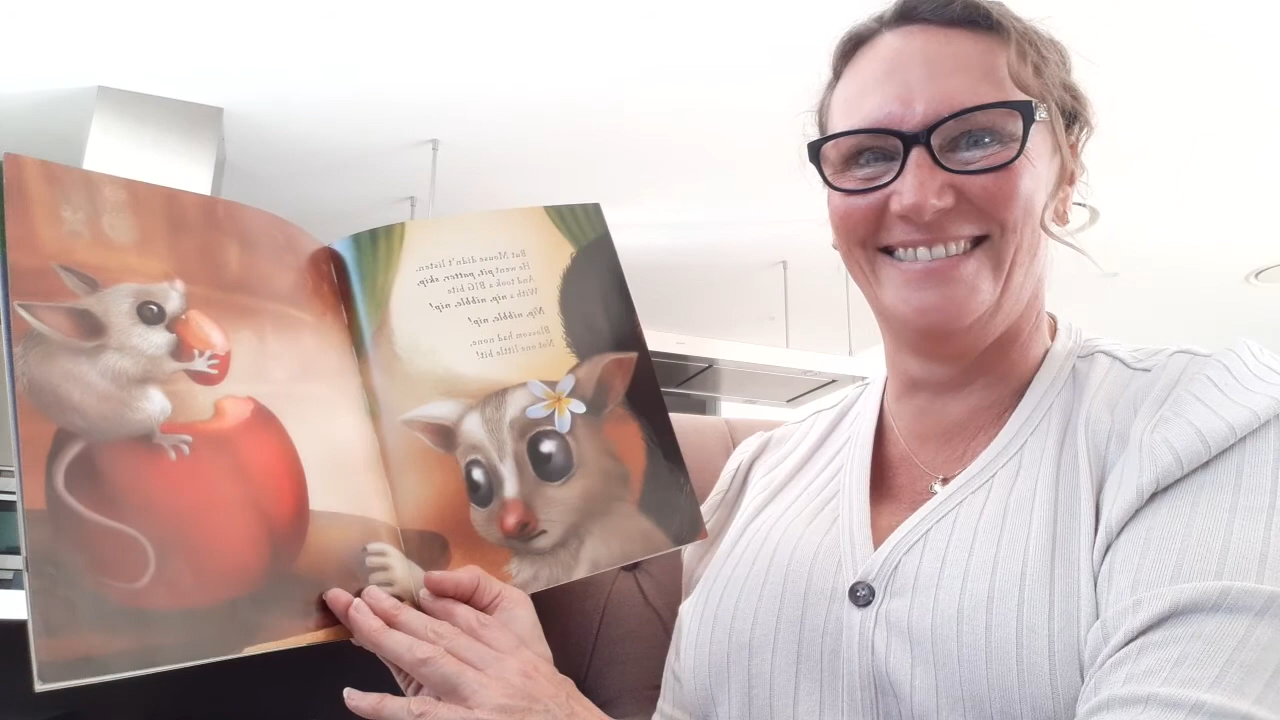 But Mouse didn't listen.
He went pit, patter, skip,
And took a BIG bite
With a nip, nibble, nip!
Nip, nibble, nip!
Blossom had none,
Not one little bit!